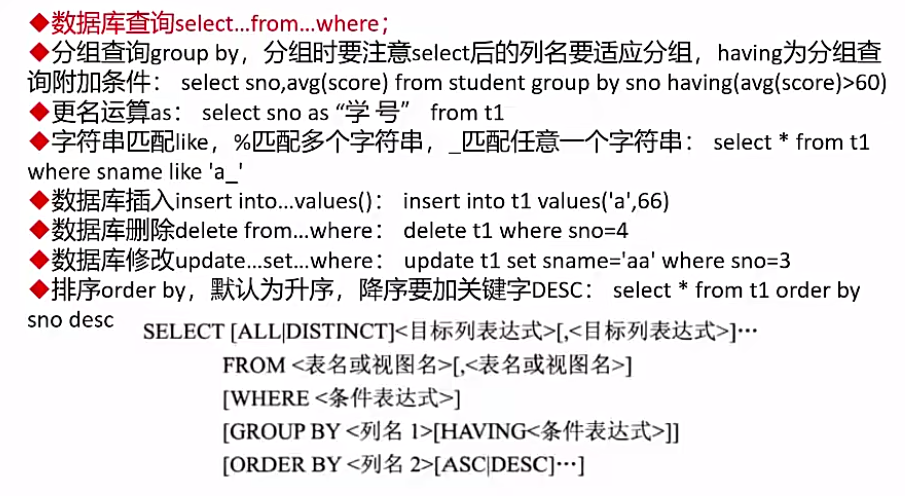 ◆数据库查询select...from...where；
◆分组查询group by，分组时要注意select后的列名要适应分组，having为分组查
询附加条件： select sno,avg(score) from student group by sno having(avg(score)>60)
◆更名运算as： select sno as “学 号” from t1
◆字符串匹配like，%匹配多个字符串，_匹配任意一个字符串： select * from t1
where sname like 'a_'
◆数据库插入insert into...values()： insert into t1 values('a',66)
◆数据库删除delete from...where： delete t1 where sno=4
◆数据库修改update...set...where： update t1 set sname='aa' where sno=3
◆排序order by，默认为升序，降序要加关键字DESC： select * from t1 order by
sno desc
SELECT [ALL|DISTINCT]<目标列表达式>[,<目标列表达式>]…
FROM <表名或视图名>[,<表名或视图名>]
[WHERE <条件表达式>]
[GROUP BY <列名 1>[HAVING<条件表达式>]]
[ORDER BY <列名 2>[ASC|DESC]…]